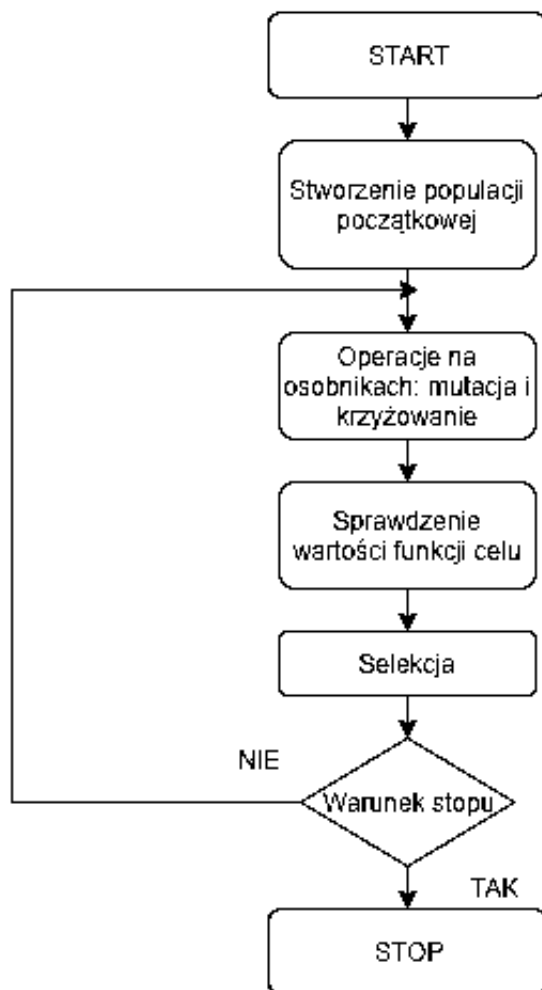 START
Stworzenie populacji
początkowej
Operacje na
osobnikach: mutacja i
krzyżowanie
Sprawdzenie
wartości funkcji celu
Selekcja
NIE
Warunek stopu
TAK
STOP